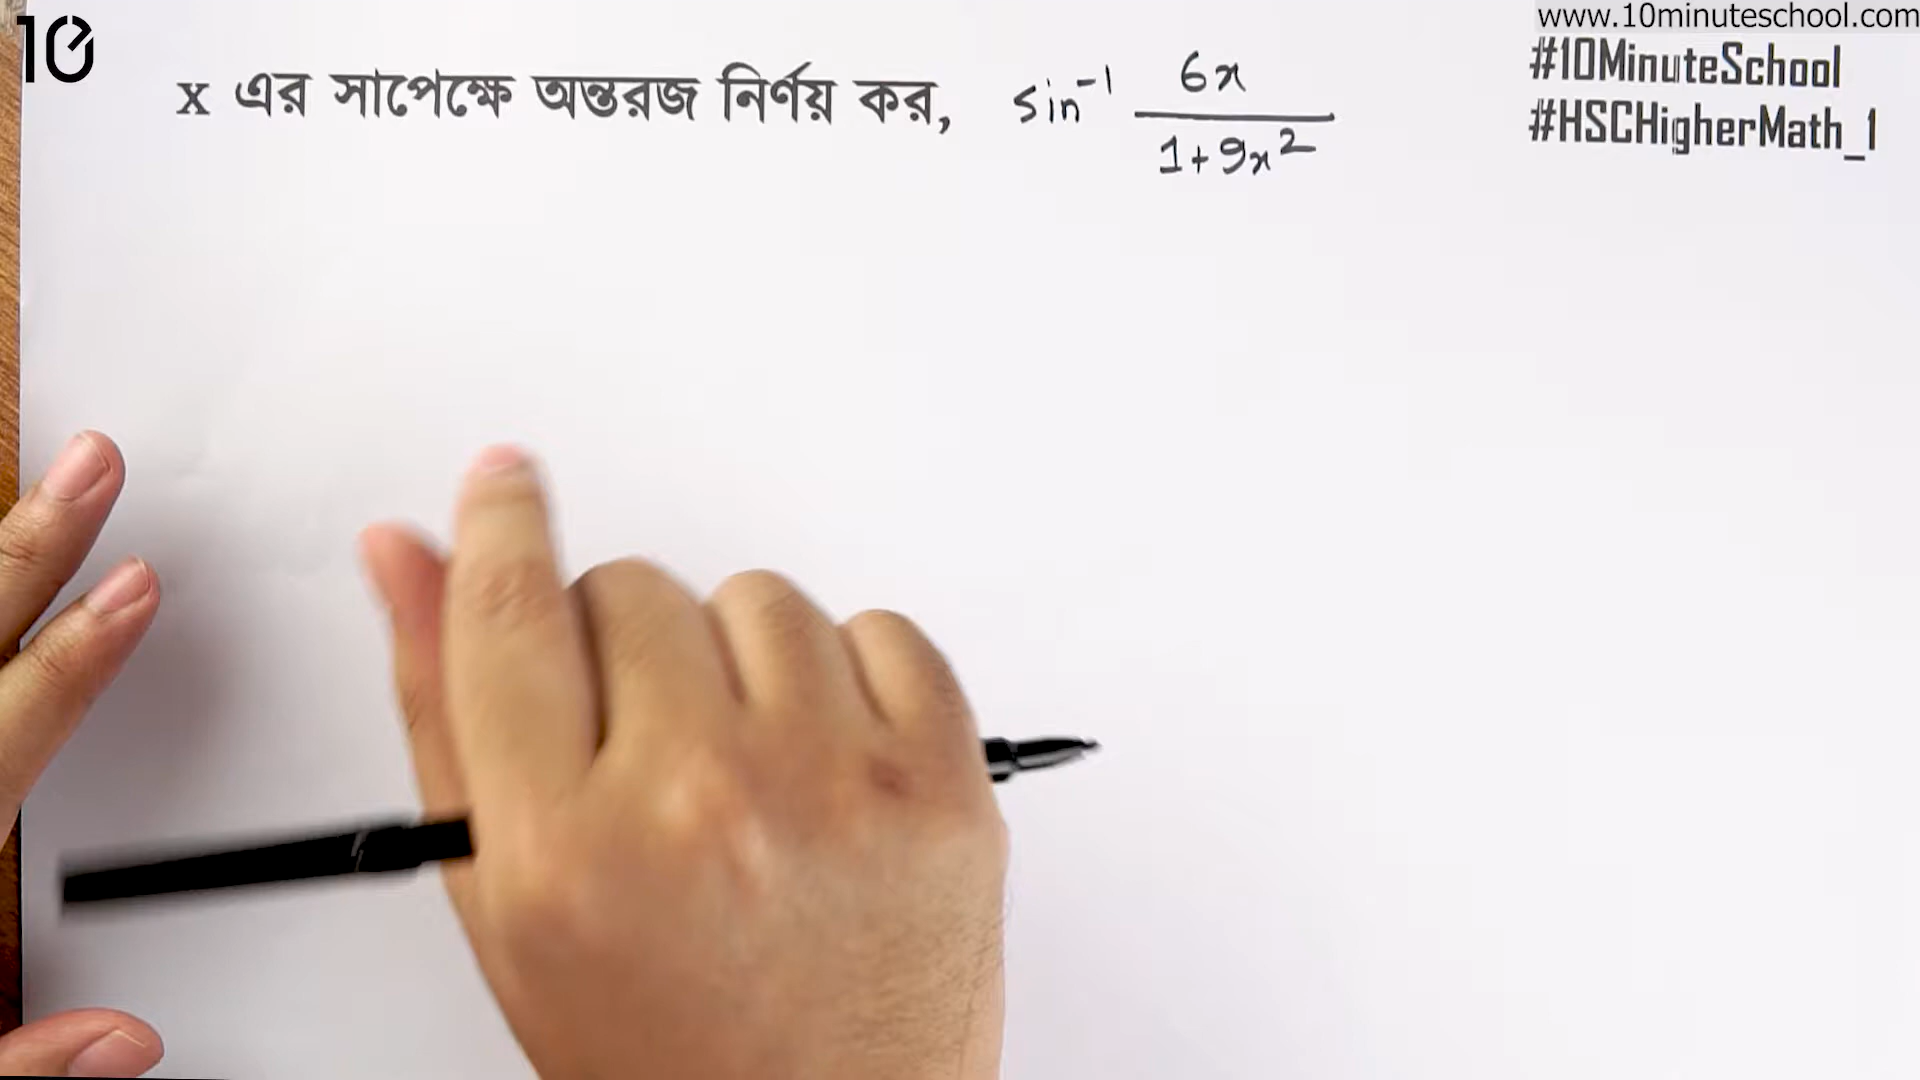 10
www.10minuteschool.com
#10MinuteSchool
#HSCHigherMath_1
x এর সাপেক্ষে অন্তরজ নির্ণয় কর, sin⁻¹ 6x / 1+9x²